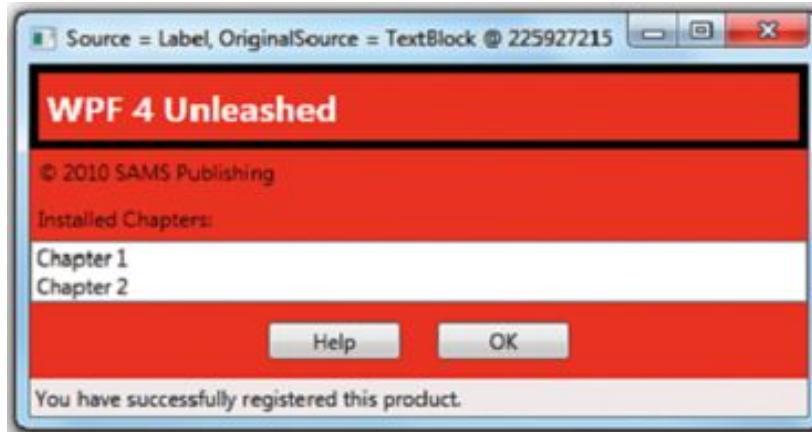 Source = Label, OriginalSource = TextBlock @ 225927215
WPF 4 Unleashed
© 2010 SAMS Publishing
Installed Chapters:
Chapter 1
Chapter 2
Help OK
You have successfully registered this product.